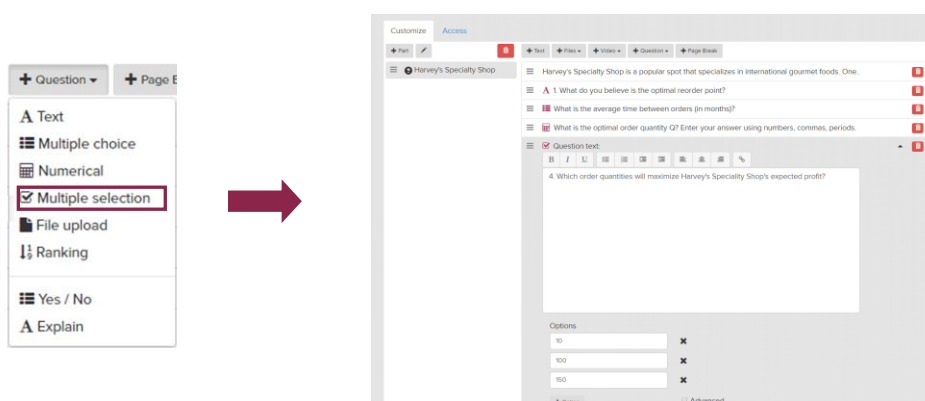 Question
Page
Text
Multiple choice
Numerical
Multiple selection
File upload
Ranking
Yes / No
Explain
Customize Access
Part
Text Files Video Question Page Break
Harvey's Specialty Shop
Harvey's Specialty Shop is a popular spot that specializes in international gourmet foods. One.
1. What do you believe is the optimal reorder point?
What is the average time between orders (in months)?
What is the optimal order quantity Q? Enter your answer using numbers, commas, periods.
Question text:
B I U
4. Which order quantities will maximize Harvey's Speciality Shop's expected profit?
Options
10
100
150
Advanced